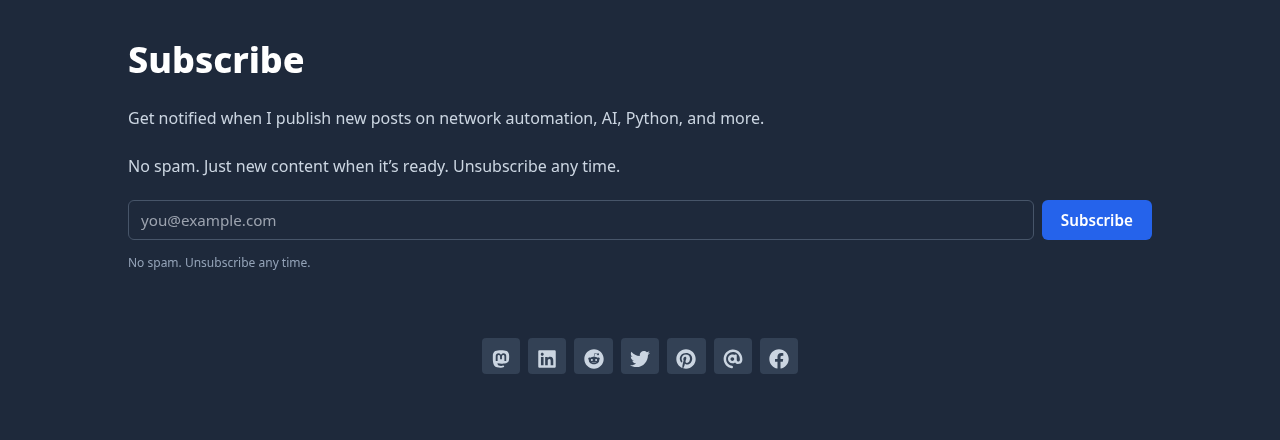 Subscribe
Get notified when I publish new posts on network automation, AI, Python, and more.
No spam. Just new content when it’s ready. Unsubscribe any time.
you@example.com
Subscribe
No spam. Unsubscribe any time.